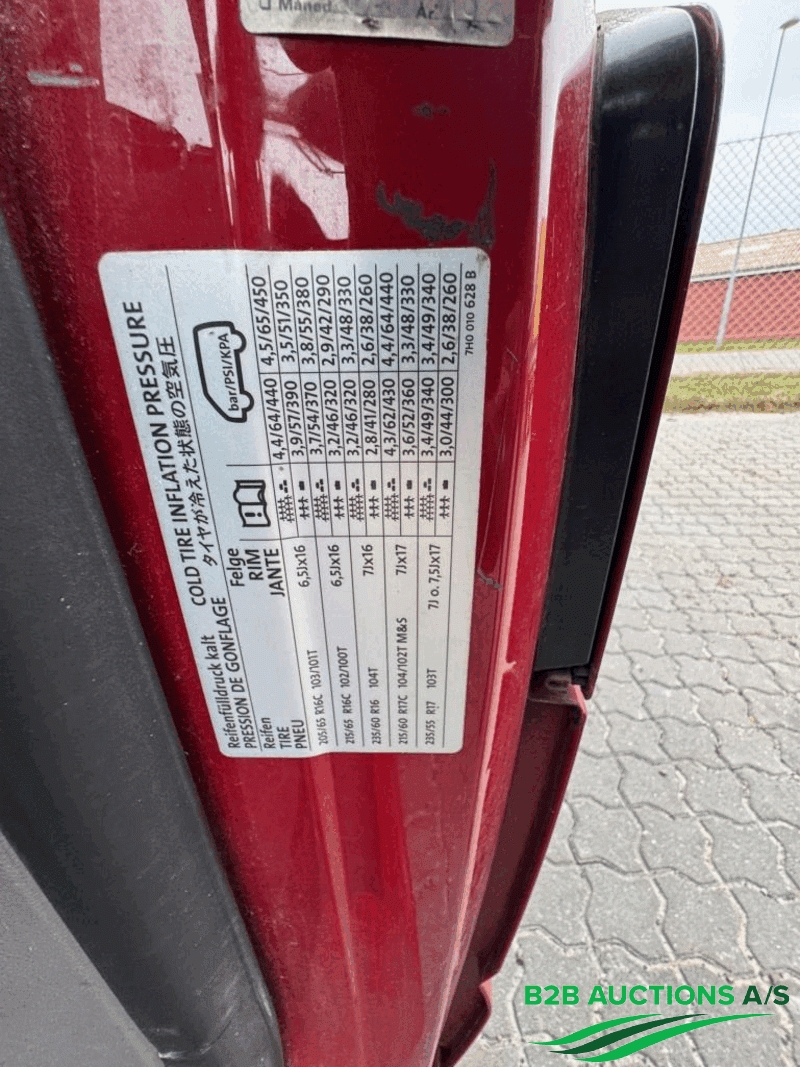 Måned År
Reifenfülldruck kalt COLD TIRE INFLATION PRESSURE
PRESSION DE GONFLAGE タイヤが冷えた状態の空気圧
Reifen Felge
TIRE RIM bar/PSI/KPA
PNEU JANTE
205/65 R16C 103/101T 6,5Jx16 4,4/64/440 4,5/65/450
3,9/57/390 3,5/51/350
215/65 R16C 102/100T 6,5Jx16 3,7/54/370 3,8/55/380
3,2/46/320 2,9/42/290
235/60 R16 104T 7Jx16 3,2/46/320 3,3/48/330
2,8/41/280 2,6/38/260
215/60 R17C 104/102T M&S 7Jx17 4,3/62/430 4,4/64/440
3,6/52/360 3,3/48/330
235/55 R17 103T 7J o. 7,5Jx17 3,4/49/340 3,4/49/340
3,0/44/300 2,6/38/260
7H0 010 628 B
B2B AUCTIONS A/S